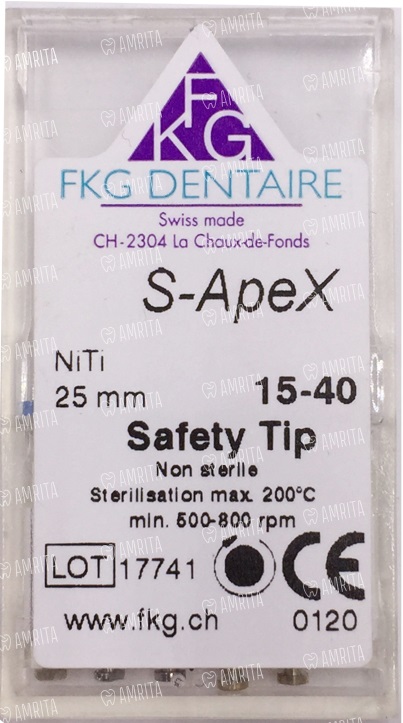 FKG
FKG DENTAIRE
Swiss made
CH-2304 La Chaux-de-Fonds
S-ApeX
NiTi
25 mm 15-40
Safety Tip
Non sterile
Sterilisation max. 200°C
min. 500-800 rpm
LOT 17741 CE
www.fkg.ch 0120
AMRITA